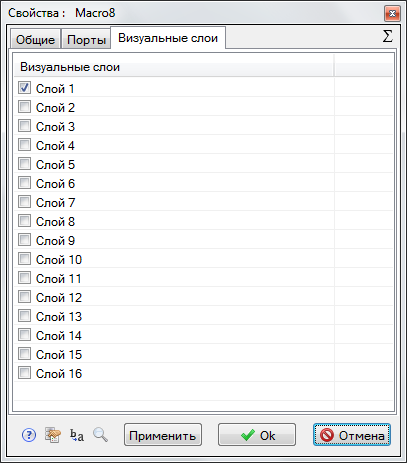 Свойства : Macro8
Общие Порты Визуальные слои Σ
Визуальные слои
Слой 1
Слой 2
Слой 3
Слой 4
Слой 5
Слой 6
Слой 7
Слой 8
Слой 9
Слой 10
Слой 11
Слой 12
Слой 13
Слой 14
Слой 15
Слой 16
? b a Применить Ok Отмена